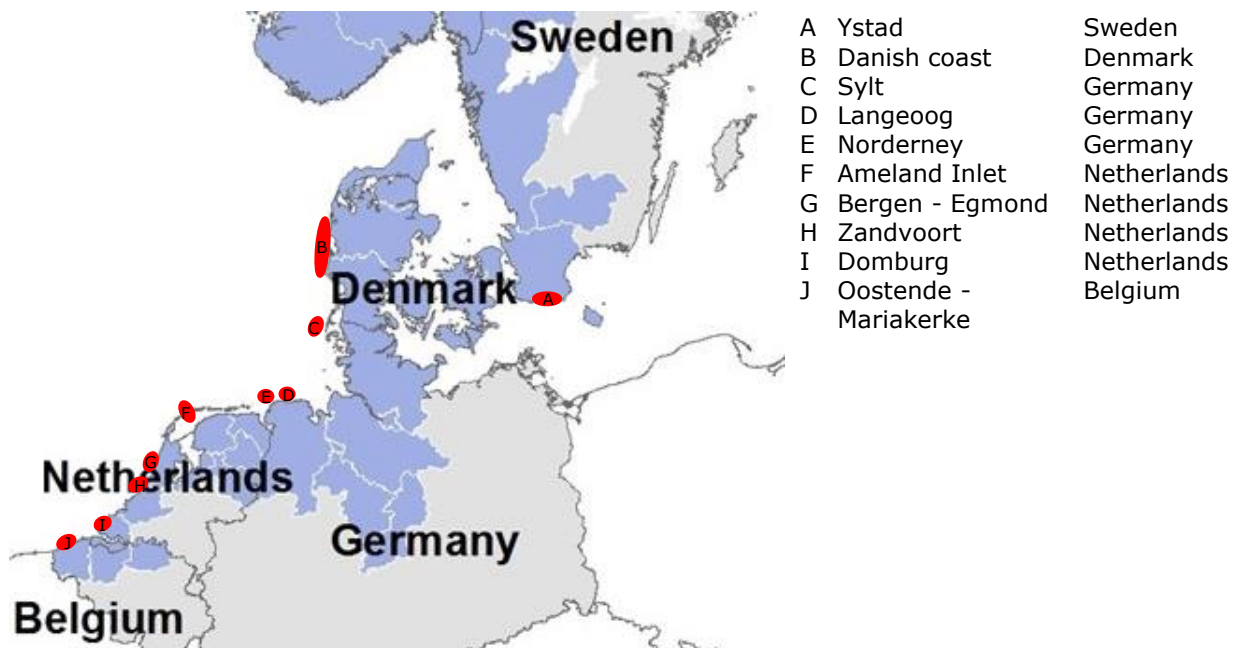 Sweden
B
Denmark
A
C
E
D
F
G
Netherlands
H
I
J
Germany
Belgium
A Ystad Sweden
B Danish coast Denmark
C Sylt Germany
D Langeoog Germany
E Norderney Germany
F Ameland Inlet Netherlands
G Bergen - Egmond Netherlands
H Zandvoort Netherlands
I Domburg Netherlands
J Oostende - Belgium
Mariakerke